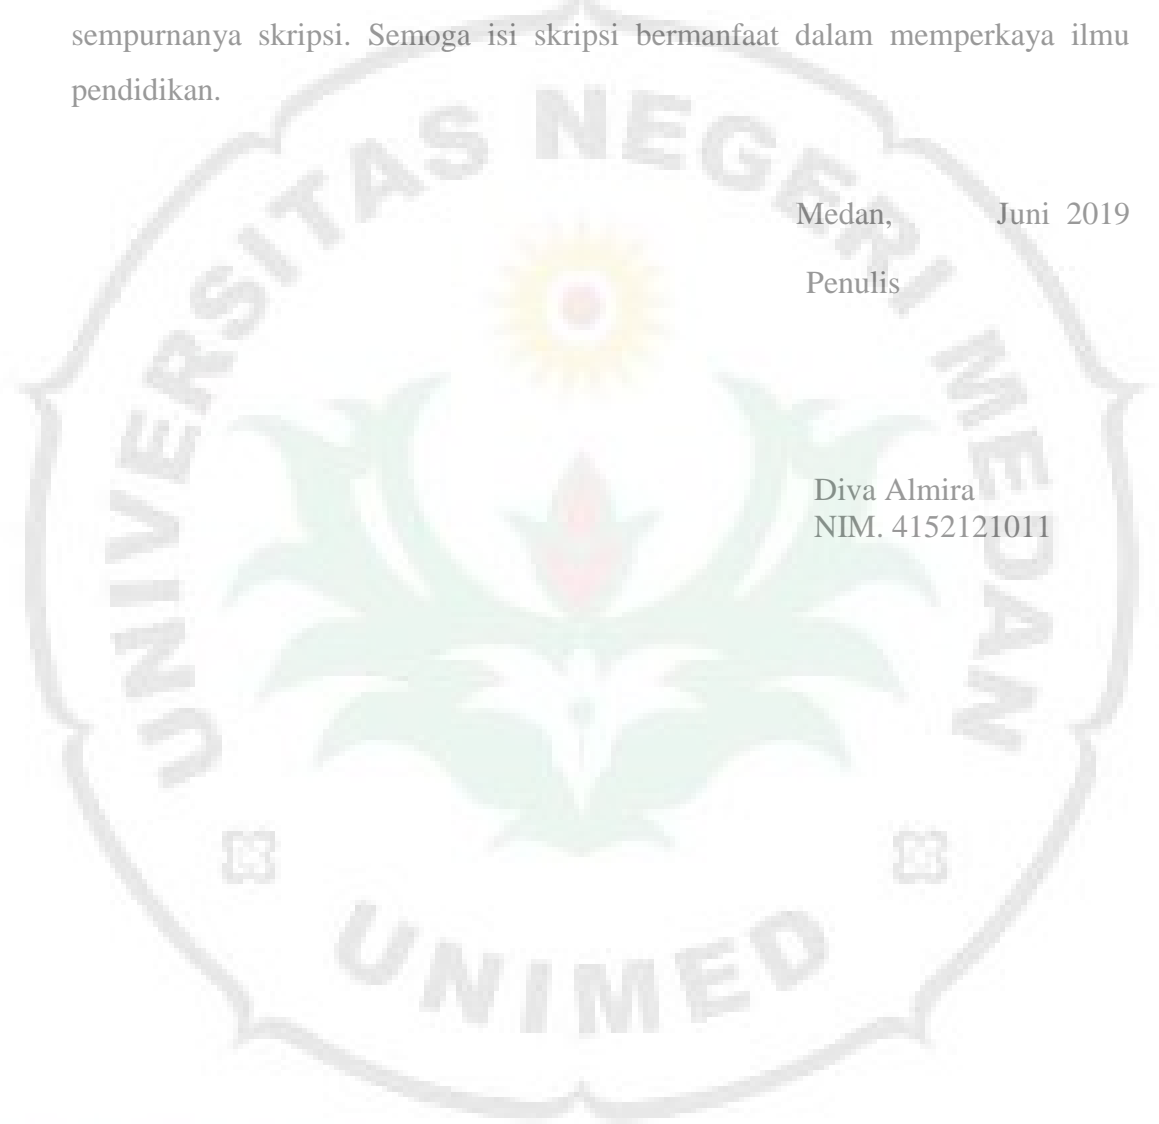 sempurnanya skripsi. Semoga isi skripsi bermanfaat dalam memperkaya ilmu
pendidikan.
UNIVERSITAS NEGERI MEDAN
Medan, Juni 2019
Penulis
Diva Almira
NIM. 4152121011
UNIMED